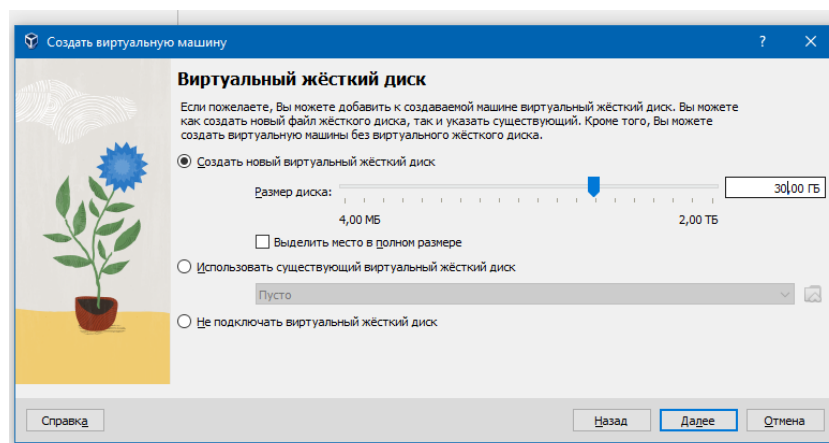 Создать виртуальную машину
Виртуальный жёсткий диск
Если пожелаете, Вы можете добавить к создаваемой машине виртуальный жёсткий диск. Вы можете
как создать новый файл жёсткого диска, так и указать существующий. Кроме того, Вы можете
создать виртуальную машины без виртуального жёсткого диска.
Создать новый виртуальный жёсткий диск
Размер диска: 30,00 ГБ
4,00 МБ 2,00 ТБ
Выделить место в полном размере
Использовать существующий виртуальный жёсткий диск
Пусто
Не подключать виртуальный жёсткий диск
Справка Назад Далее Отмена